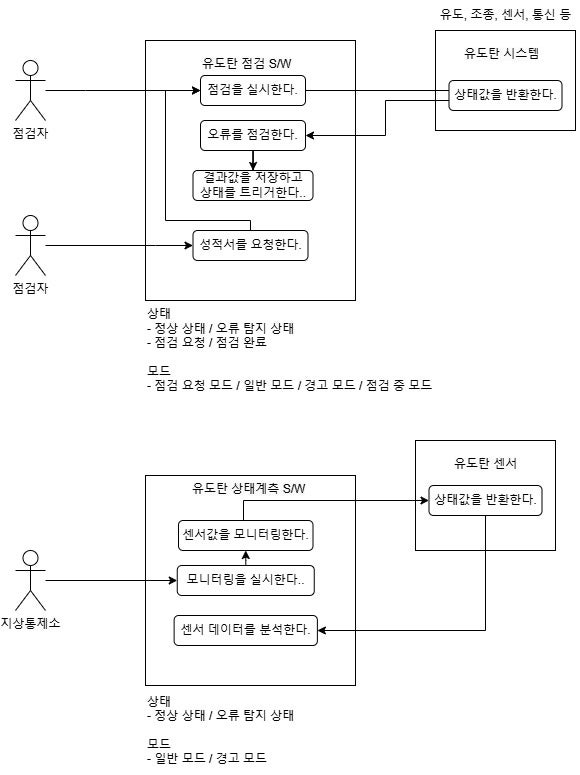 유도, 조종, 센서, 통신 등
유도탄 시스템
상태값을 반환한다.
유도탄 점검 S/W
점검을 실시한다.
오류를 점검한다.
결과값을 저장하고
상태를 트리거한다..
성적서를 요청한다.
점검자
점검자
상태
- 정상 상태 / 오류 탐지 상태
- 점검 요청 / 점검 완료
모드
- 점검 요청 모드 / 일반 모드 / 경고 모드 / 점검 중 모드
유도탄 센서
상태값을 반환한다.
유도탄 상태계측 S/W
센서값을 모니터링한다.
모니터링을 실시한다..
센서 데이터를 분석한다.
지상통제소
상태
- 정상 상태 / 오류 탐지 상태
모드
- 일반 모드 / 경고 모드